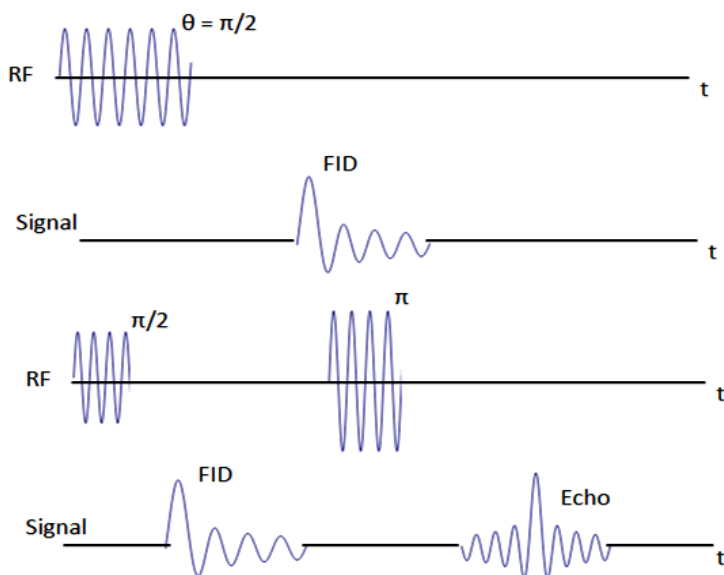 θ = π/2
RF
t
FID
Signal
t
π/2
π
RF
t
FID
Echo
Signal
t